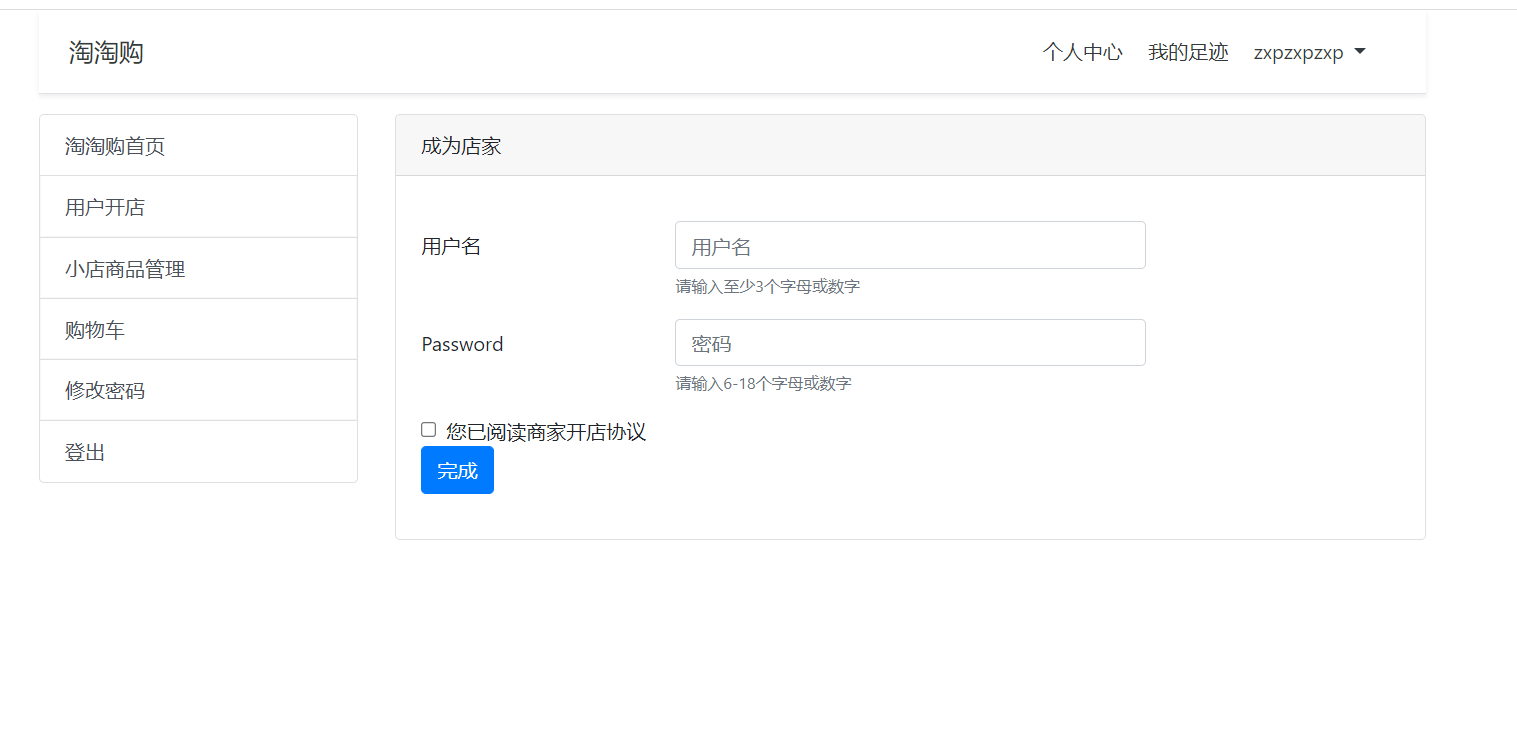 淘淘购
个人中心 我的足迹 zxpzxpzxp
淘淘购首页
用户开店
小店商品管理
购物车
修改密码
登出
成为店家
用户名 用户名
请输入至少3个字母或数字
Password 密码
请输入6-18个字母或数字
您已阅读商家开店协议
完成